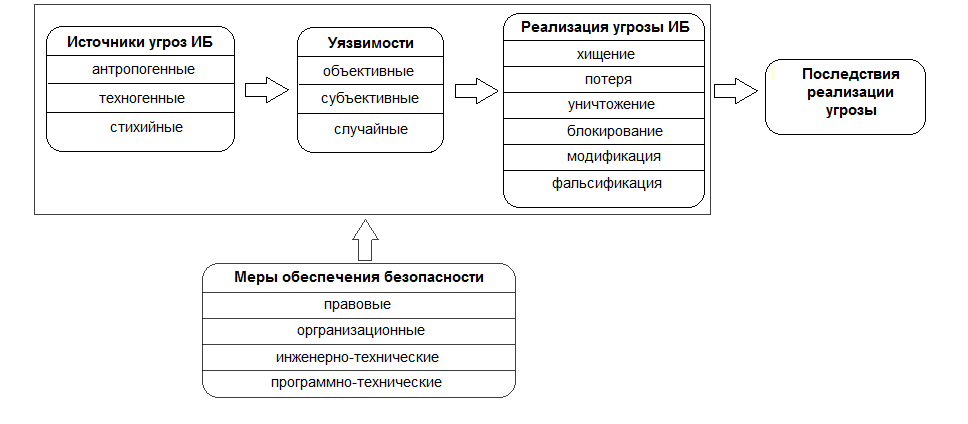 Источники угроз ИБ
антропогенные
техногенные
стихийные
Уязвимости
объективные
субъективные
случайные
Реализация угрозы ИБ
хищение
потеря
уничтожение
блокирование
модификация
фальсификация
Последствия
реализации
угрозы
Меры обеспечения безопасности
правовые
оргранизационные
инженерно-технические
программно-технические